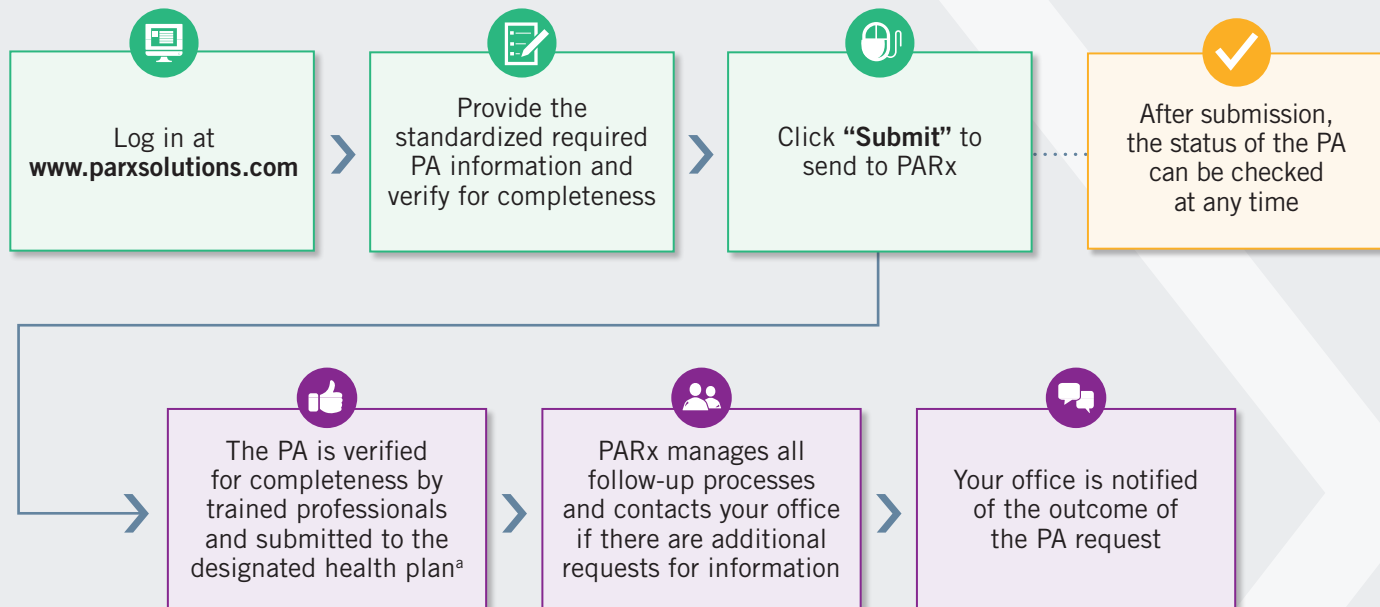 Log in at
www.parxsolutions.com
Provide the
standardized required
PA information and
verify for completeness
Click “Submit” to
send to PARx
After submission,
the status of the PA
can be checked
at any time
The PA is verified
for completeness by
trained professionals
and submitted to the
designated health planᵃ
PARx manages all
follow-up processes
and contacts your office
if there are additional
requests for information
Your office is notified
of the outcome of
the PA request